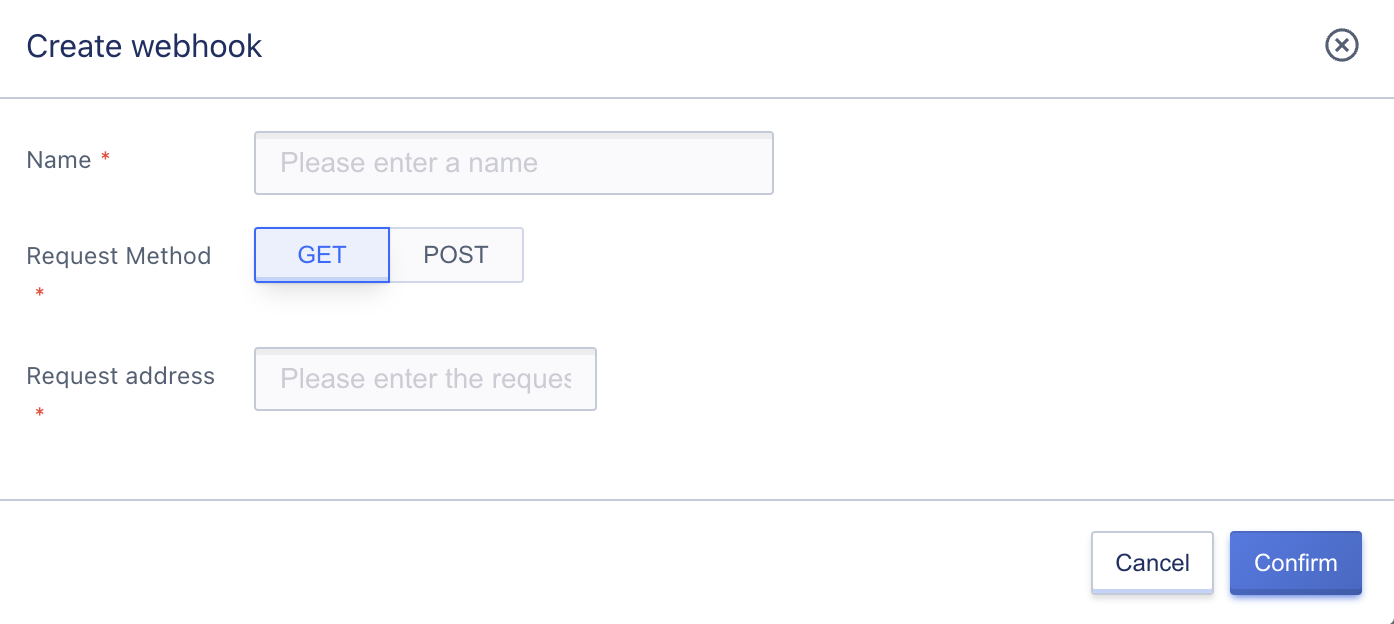 Create webhook
Name *
Please enter a name
Request Method
*
GET
POST
Request address
*
Please enter the reques
Cancel
Confirm